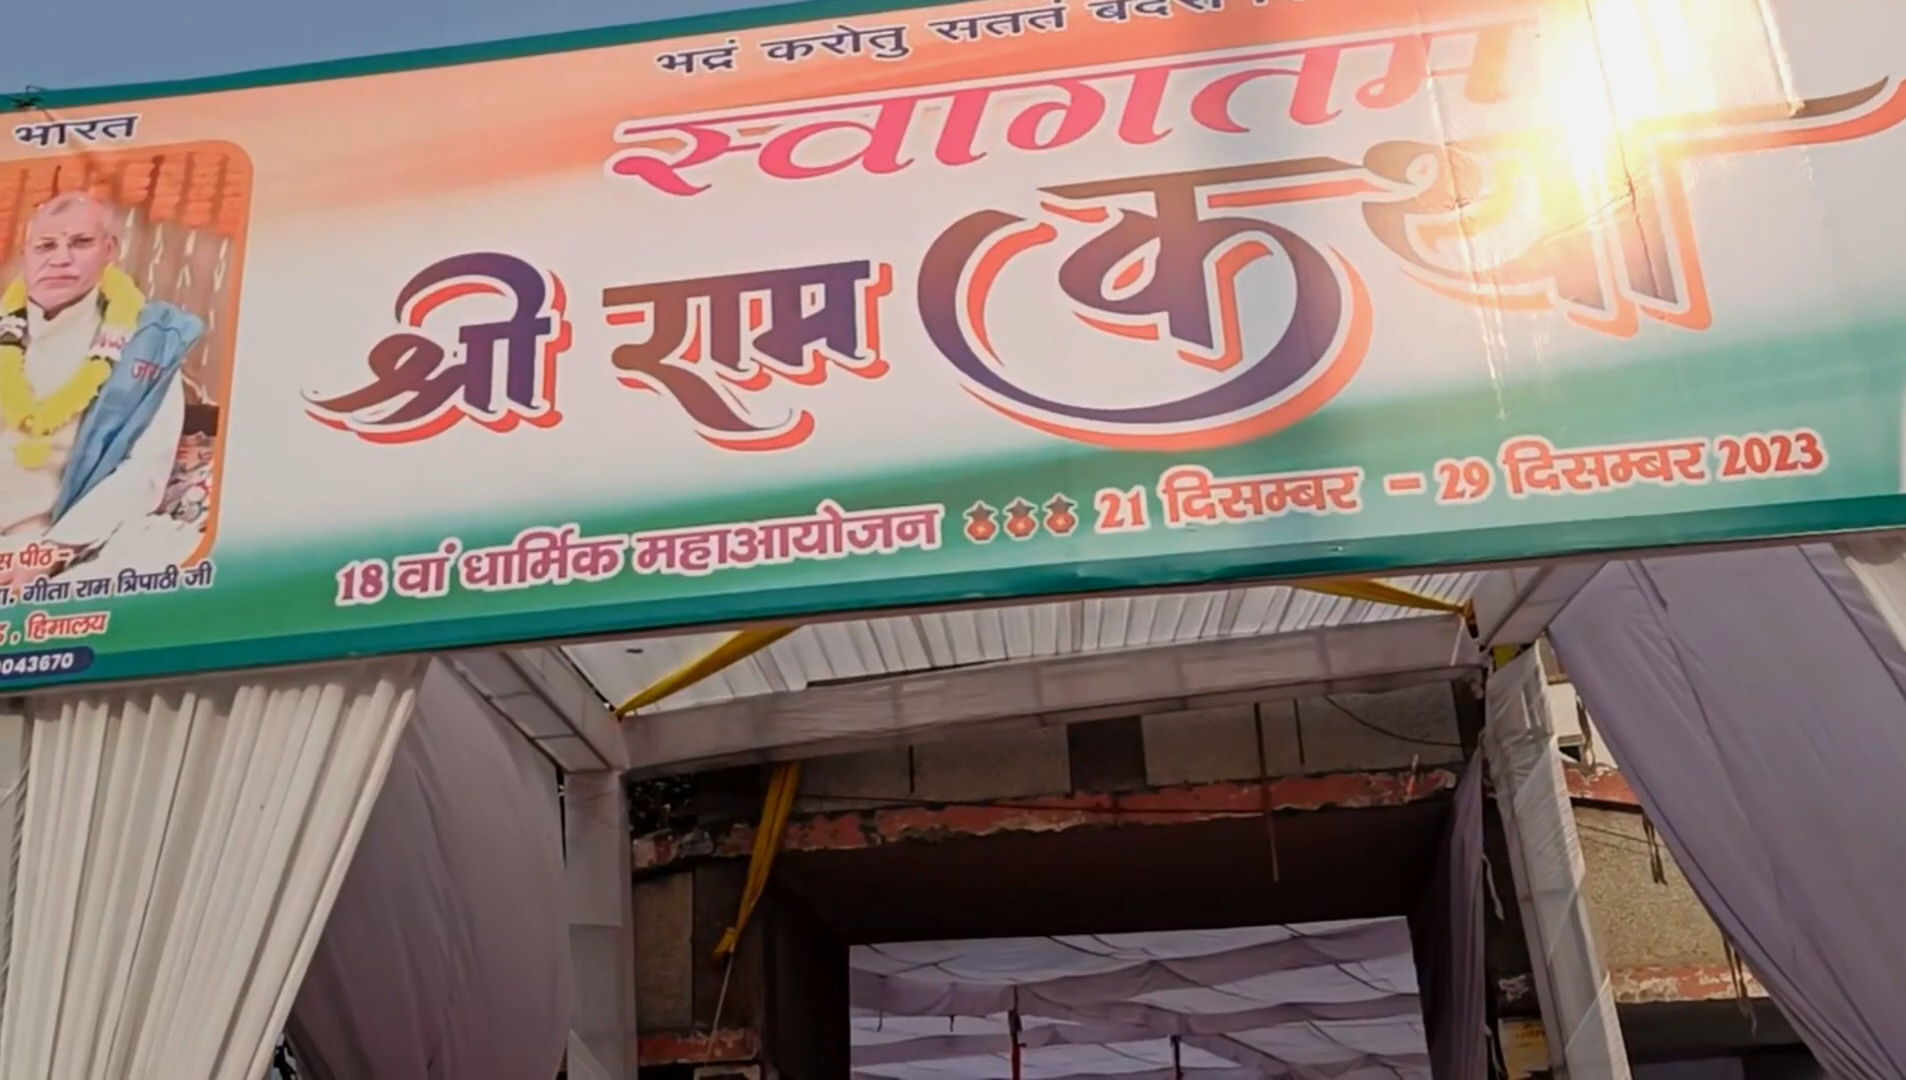 भद्रं करोतु सततं
स्वागतम
भारत
श्री राम कथा
18 वां धार्मिक महाआयोजन 21 दिसम्बर - 29 दिसम्बर 2023
पीठ -
गीता राम त्रिपाठी जी
, हिमालय
043670